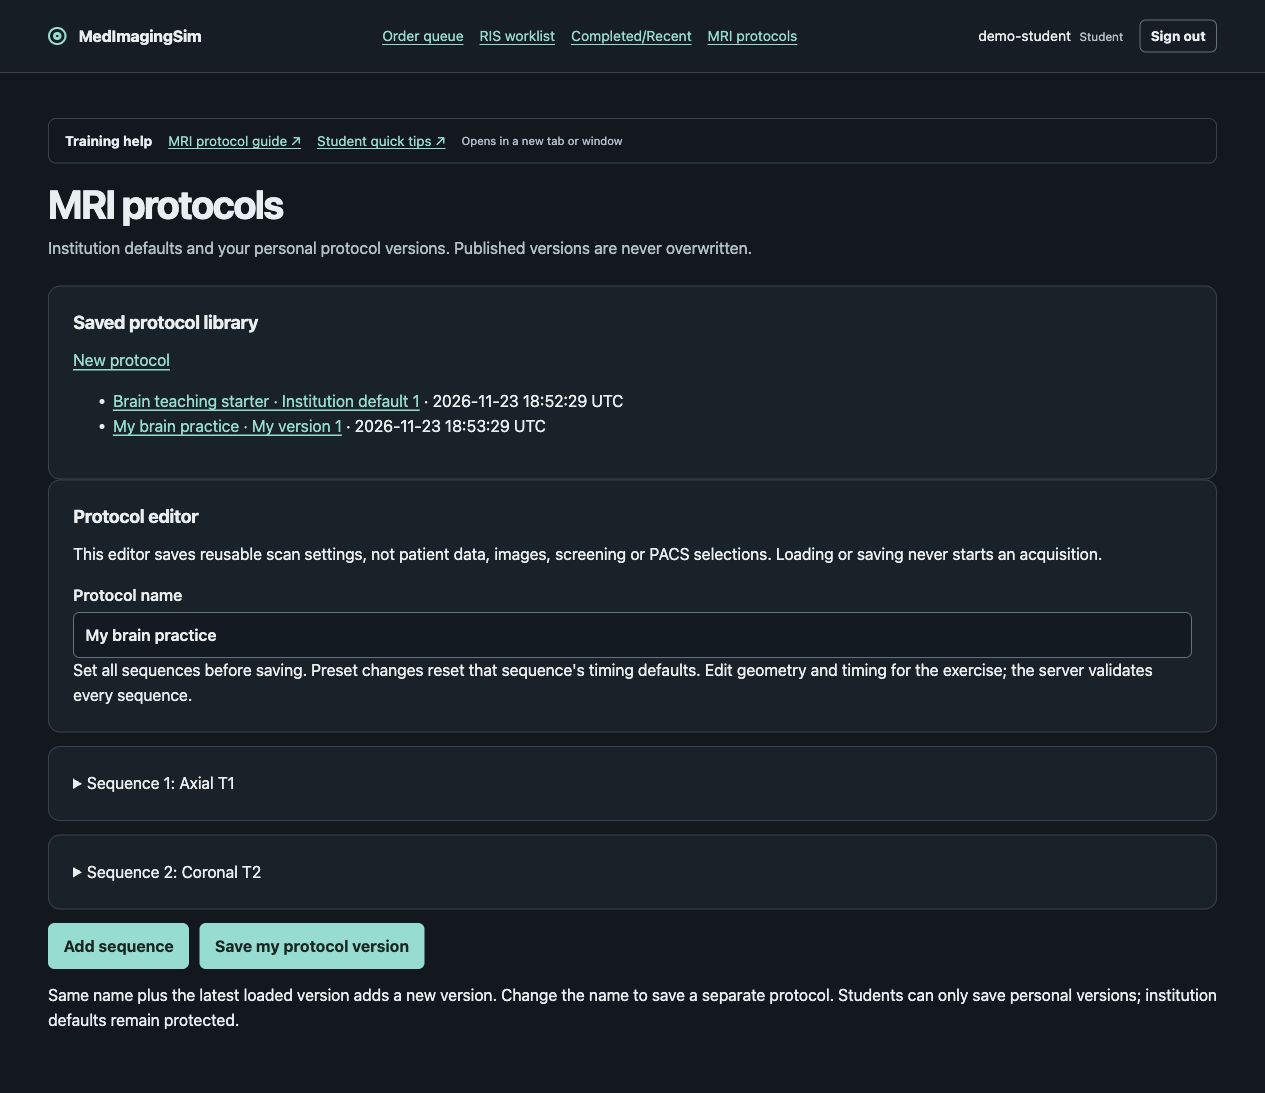 MedImagingSim
Order queue RIS worklist Completed/Recent MRI protocols
demo-student Student Sign out
Training help MRI protocol guide ↗ Student quick tips ↗ Opens in a new tab or window
MRI protocols
Institution defaults and your personal protocol versions. Published versions are never overwritten.
Saved protocol library
New protocol
• Brain teaching starter · Institution default 1 · 2026-11-23 18:52:29 UTC
• My brain practice · My version 1 · 2026-11-23 18:53:29 UTC
Protocol editor
This editor saves reusable scan settings, not patient data, images, screening or PACS selections. Loading or saving never starts an acquisition.
Protocol name
My brain practice
Set all sequences before saving. Preset changes reset that sequence's timing defaults. Edit geometry and timing for the exercise; the server validates
every sequence.
▶ Sequence 1: Axial T1
▶ Sequence 2: Coronal T2
Add sequence Save my protocol version
Same name plus the latest loaded version adds a new version. Change the name to save a separate protocol. Students can only save personal versions; institution
defaults remain protected.